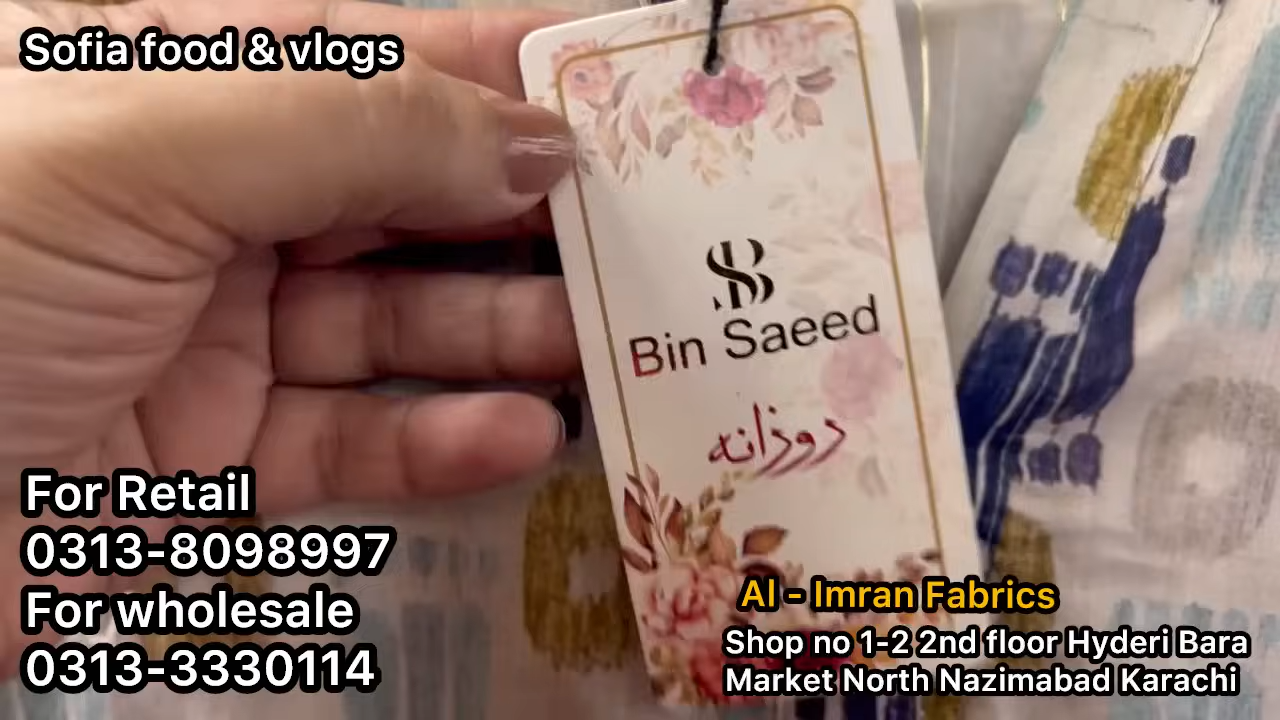 Sofia food & vlogs
SB
Bin Saeed
روزانہ
For Retail
0313-8098997
For wholesale
0313-3330114
Al - Imran Fabrics
Shop no 1-2 2nd floor Hyderi Bara
Market North Nazimabad Karachi